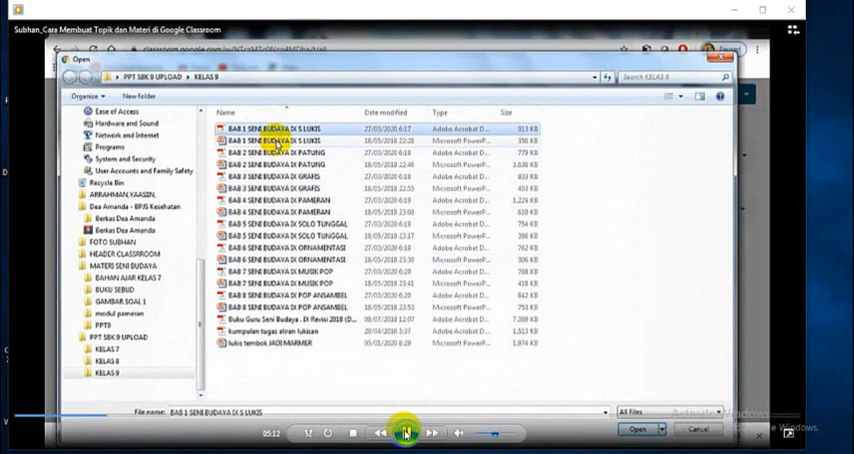 Subhan_Cara Membuat Topik dan Materi di Google Classroom
classroom.google.com
Paused
Open
PPT SBK 9 UPLOAD ▸ KELAS 9
Search KELAS 9
Organize
New folder
Name Date modified Type Size
Ease of Access
Hardware and Sound
Network and Internet
Programs
System and Security
User Accounts and Family Safety
Recycle Bin
ARRAHMAN,YAASIN,
Dea Amanda - BPJS Kesehatan
Berkas Dea Amanda
Berkas Dea Amanda
FOTO SUBHAN
HEADER CLASSROOM
MATERI SENI BUDAYA
BAHAN AJAR KELAS 7
BUKU SEBUD
GAMBAR SOAL 1
modul pameran
PPT9
PPT SBK 9 UPLOAD
KELAS 7
KELAS 8
KELAS 9
BAB 1 SENI BUDAYA IX S LUKIS 27/03/2020 6:17 Adobe Acrobat D... 913 KB
BAB 1 SENI BUDAYA IX S LUKIS 18/05/2018 22:28 Microsoft PowerP... 356 KB
BAB 2 SENI BUDAYA IX PATUNG 27/03/2020 6:18 Adobe Acrobat D... 779 KB
BAB 2 SENI BUDAYA IX PATUNG 18/05/2018 22:46 Microsoft PowerP... 3.636 KB
BAB 3 SENI BUDAYA IX GRAFIS 27/03/2020 6:18 Adobe Acrobat D... 933 KB
BAB 3 SENI BUDAYA IX GRAFIS 18/05/2018 22:55 Microsoft PowerP... 403 KB
BAB 4 SENI BUDAYA IX PAMERAN 27/03/2020 6:19 Adobe Acrobat D... 1.224 KB
BAB 4 SENI BUDAYA IX PAMERAN 18/05/2018 23:08 Microsoft PowerP... 610 KB
BAB 5 SENI BUDAYA IX SOLO TUNGGAL 27/03/2020 6:19 Adobe Acrobat D... 754 KB
BAB 5 SENI BUDAYA IX SOLO TUNGGAL 18/05/2018 23:17 Microsoft PowerP... 386 KB
BAB 6 SENI BUDAYA IX ORNAMENTASI 27/03/2020 6:19 Adobe Acrobat D... 762 KB
BAB 6 SENI BUDAYA IX ORNAMENTASI 18/05/2018 23:30 Microsoft PowerP... 306 KB
BAB 7 SENI BUDAYA IX MUSIK POP 27/03/2020 6:20 Adobe Acrobat D... 788 KB
BAB 7 SENI BUDAYA IX MUSIK POP 18/05/2018 23:41 Microsoft PowerP... 418 KB
BAB 8 SENI BUDAYA IX POP ANSAMBEL 27/03/2020 6:20 Adobe Acrobat D... 842 KB
BAB 8 SENI BUDAYA IX POP ANSAMBEL 18/05/2018 23:53 Microsoft PowerP... 753 KB
Buku Guru Seni Budaya . IX Revisi 2018 (D... 08/07/2018 12:07 Adobe Acrobat D... 7.389 KB
kumpulan tugas aliran lukisan 20/04/2016 5:37 Adobe Acrobat D... 1.513 KB
lukis tembok JADI MARMER 05/01/2020 8:29 Microsoft PowerP... 1.974 KB
File name: BAB 1 SENI BUDAYA IX S LUKIS
All Files
Activate Windows
Open
Cancel
05:12